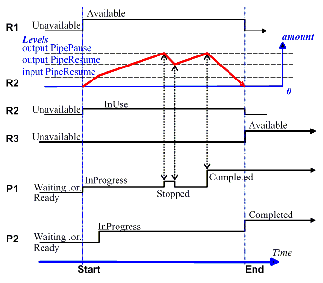 Available
R1 Unavailable
Levels amount
output PipePause
output PipeResume
input PipeResume
R2 0
InUse
R2 Unavailable
Available
R3 Unavailable
Completed
InProgress
P1 Waiting .or.
Ready
Stopped
Completed
InProgress
P2 Waiting .or.
Ready
Time
Start End